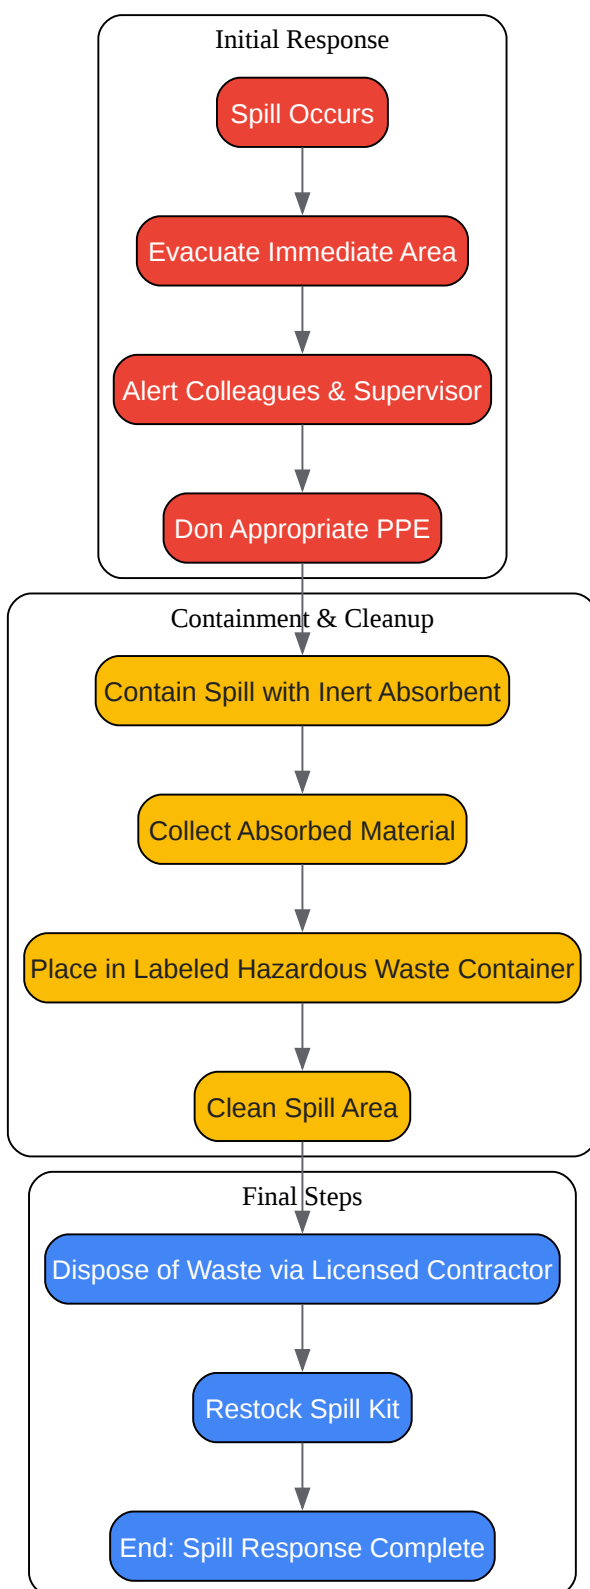 Initial Response
Spill Occurs
Evacuate Immediate Area
Alert Colleagues & Supervisor
Don Appropriate PPE
Containment & Cleanup
Contain Spill with Inert Absorbent
Collect Absorbed Material
Place in Labeled Hazardous Waste Container
Clean Spill Area
Final Steps
Dispose of Waste via Licensed Contractor
Restock Spill Kit
End: Spill Response Complete